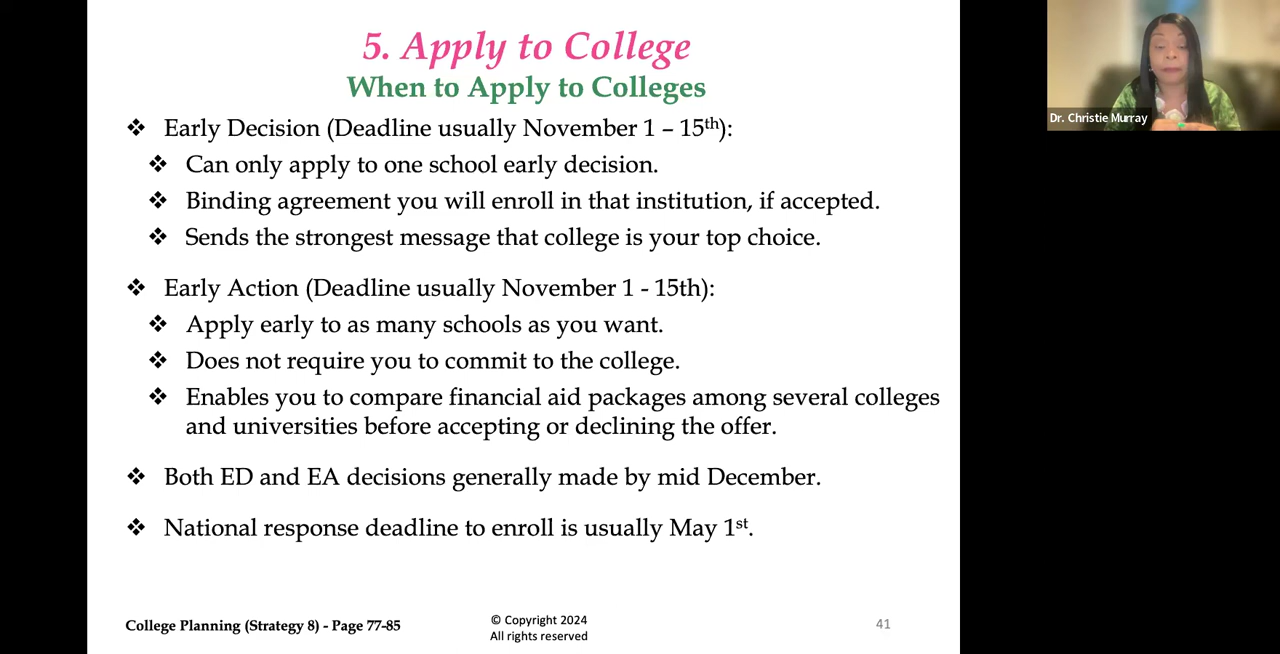 5. Apply to College
When to Apply to Colleges
❖ Early Decision (Deadline usually November 1 – 15th):
❖ Can only apply to one school early decision.
❖ Binding agreement you will enroll in that institution, if accepted.
❖ Sends the strongest message that college is your top choice.
❖ Early Action (Deadline usually November 1 - 15th):
❖ Apply early to as many schools as you want.
❖ Does not require you to commit to the college.
❖ Enables you to compare financial aid packages among several colleges
and universities before accepting or declining the offer.
❖ Both ED and EA decisions generally made by mid December.
❖ National response deadline to enroll is usually May 1st.
College Planning (Strategy 8) - Page 77-85
© Copyright 2024
All rights reserved
41
Dr. Christie Murray